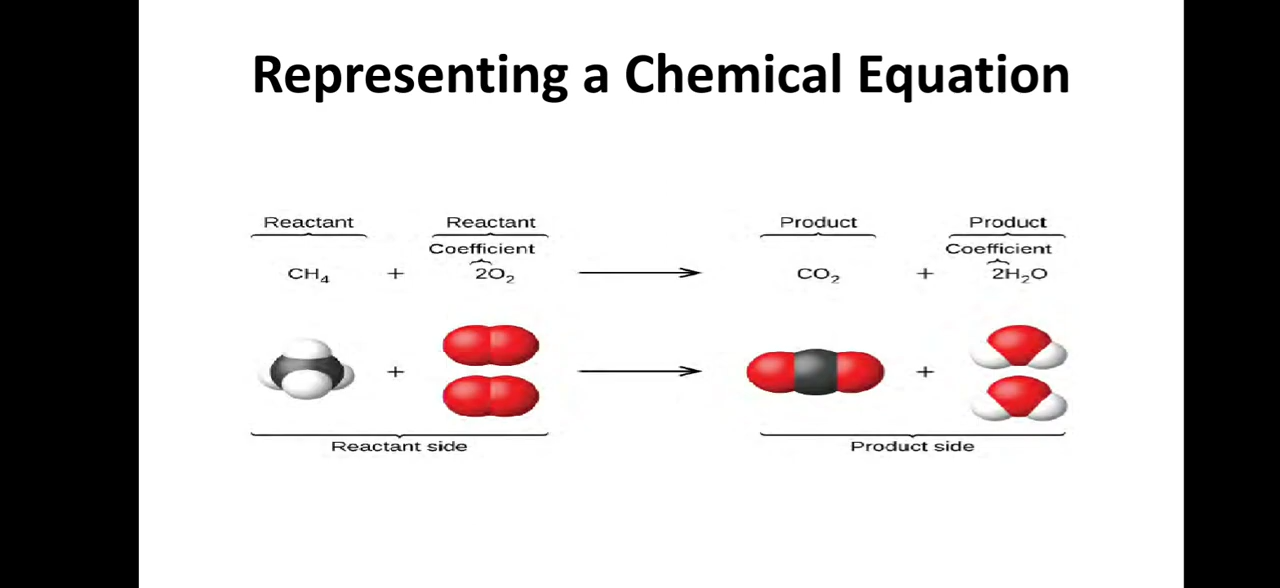 Representing a Chemical Equation
Reactant Reactant Product Product
Coefficient Coefficient
CH₄ + 2O₂ ⟶ CO₂ + 2H₂O
+ ⟶ +
Reactant side Product side